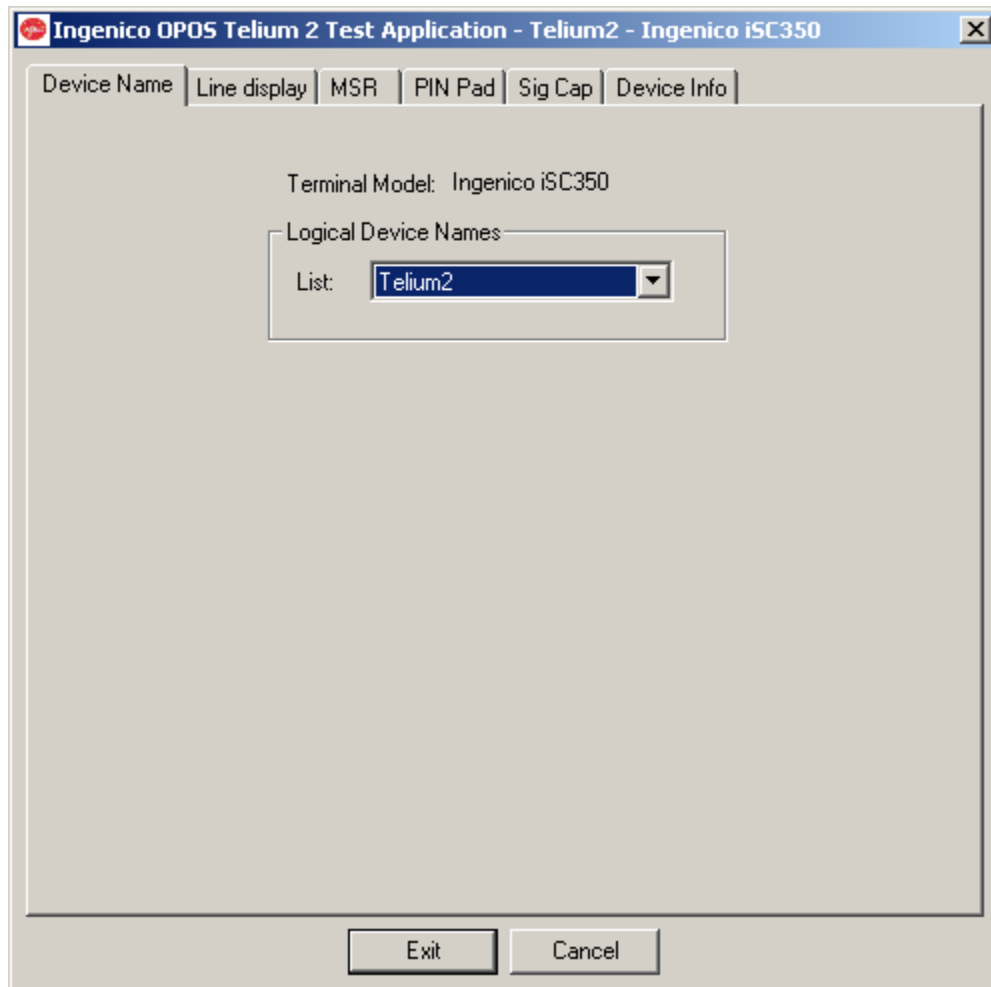 Ingenico OPOS Telium 2 Test Application - Telium2 - Ingenico iSC350
Device Name Line display MSR PIN Pad Sig Cap Device Info
Terminal Model: Ingenico iSC350
Logical Device Names
List: Telium2
Exit Cancel